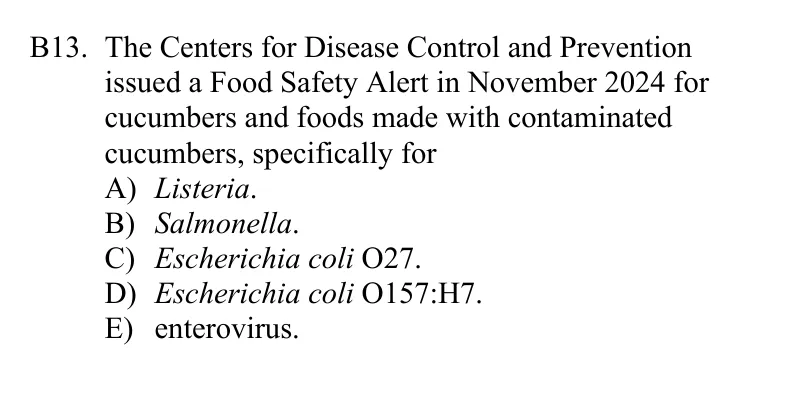 B13. The Centers for Disease Control and Prevention
issued a Food Safety Alert in November 2024 for
cucumbers and foods made with contaminated
cucumbers, specifically for
A) Listeria.
B) Salmonella.
C) Escherichia coli O27.
D) Escherichia coli O157:H7.
E) enterovirus.